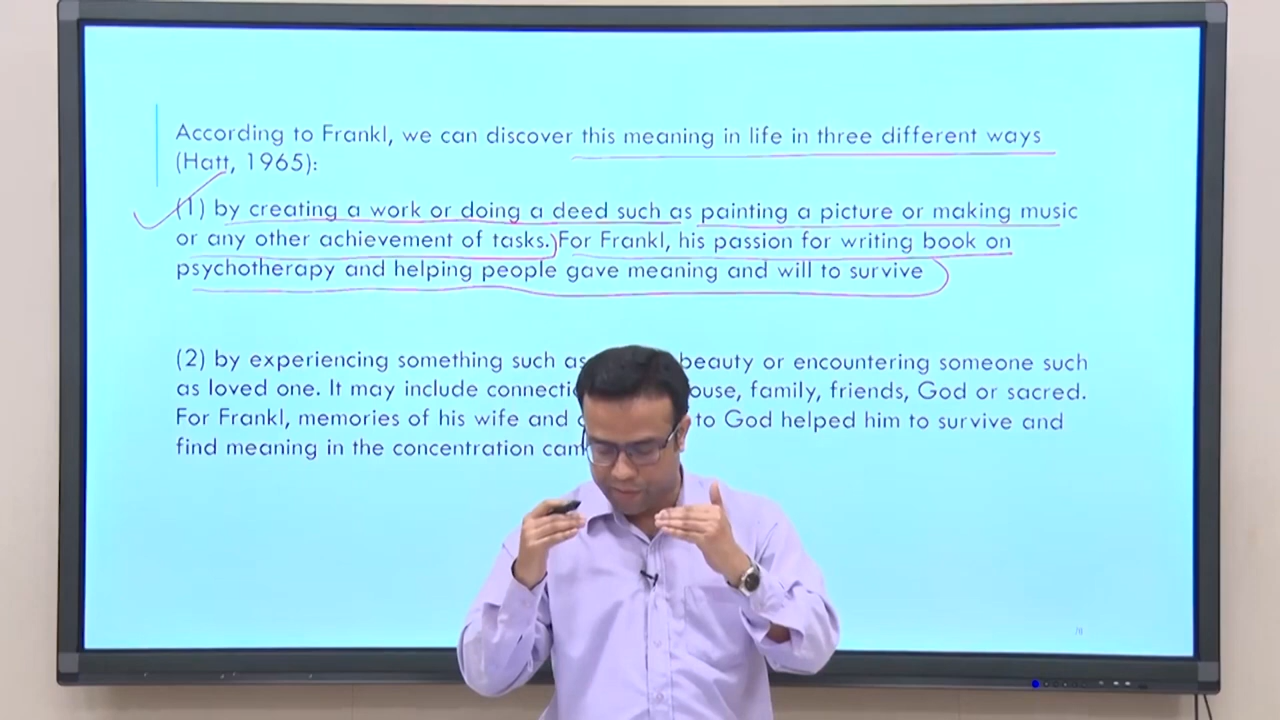 According to Frankl, we can discover this meaning in life in three different ways
(Hatt, 1965):
(1) by creating a work or doing a deed such as painting a picture or making music
or any other achievement of tasks. For Frankl, his passion for writing book on
psychotherapy and helping people gave meaning and will to survive
(2) by experiencing something such as beauty or encountering someone such
as loved one. It may include family, friends, God or sacred.
For Frankl, memories of his wife and to God helped him to survive and
find meaning in the concentration